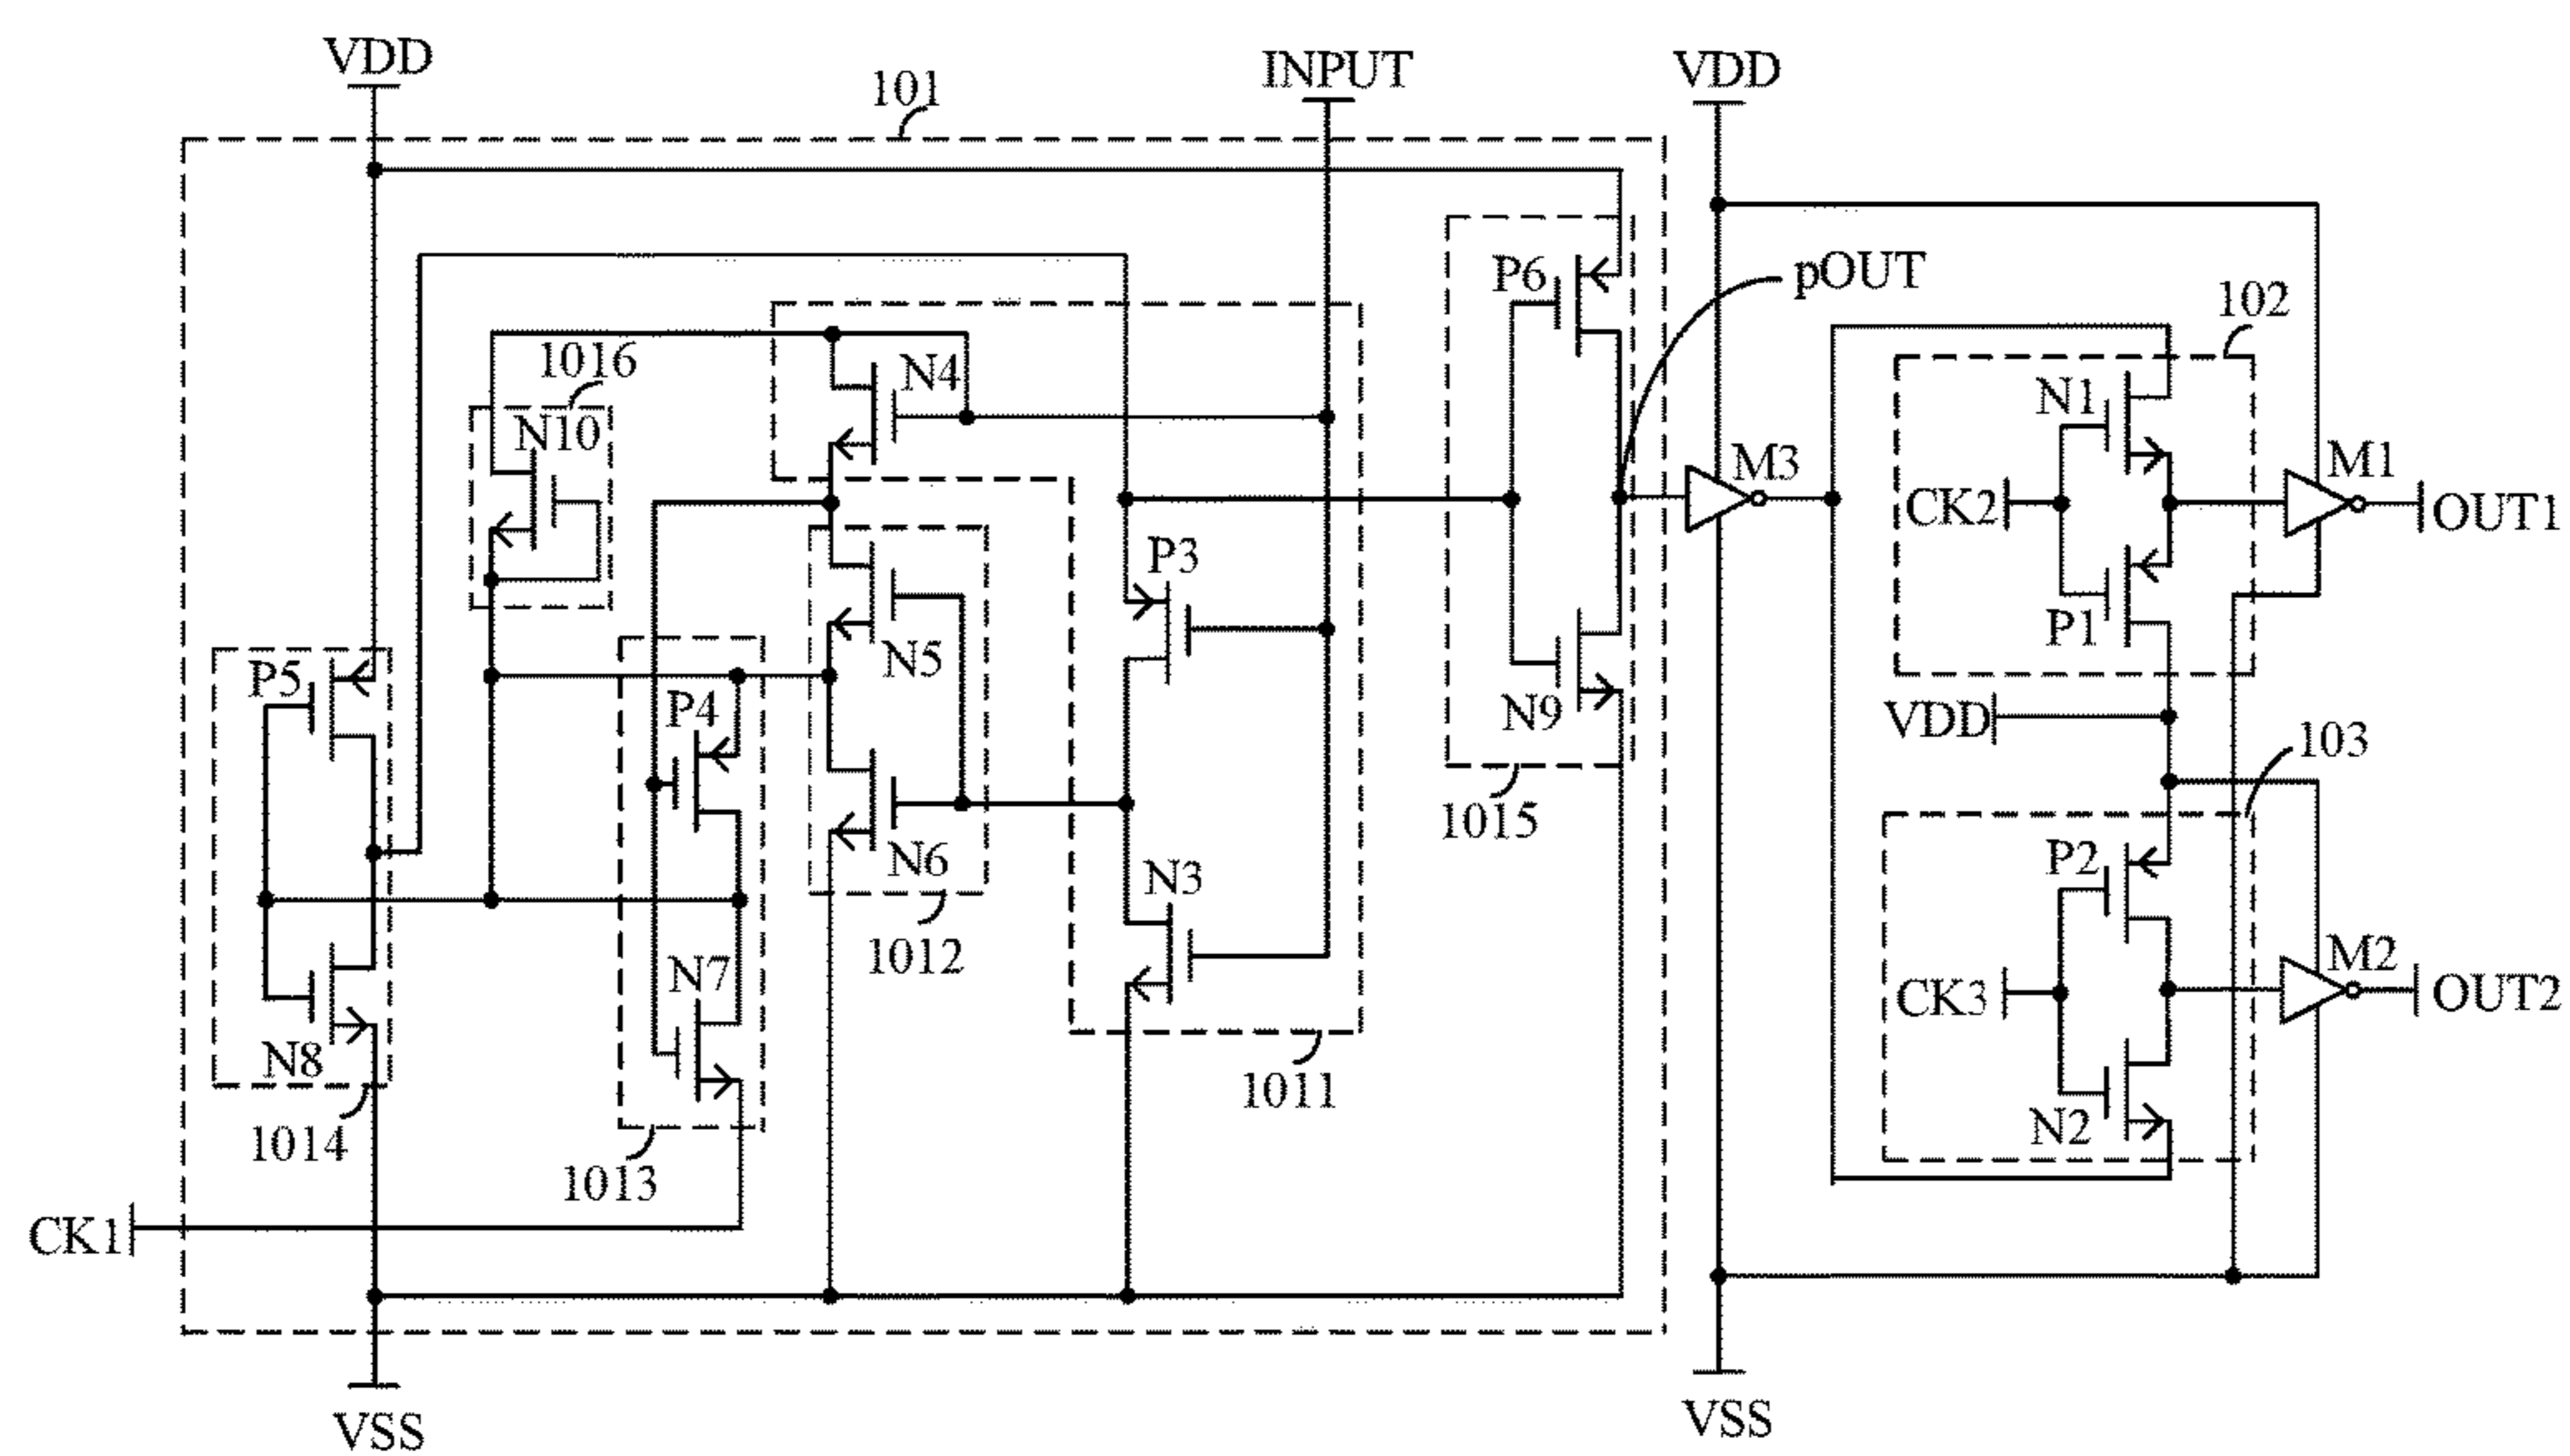 VDD
INPUT
VDD
101
P6
pOUT
102
1016
N4
N10
N1
M3
M1
CK2
OUT1
P3
P5
N5
P1
P4
N9
VDD
103
1015
N6
P2
N3
1012
M2
N7
CK3
OUT2
N8
1011
N2
1014
1013
CK1
VSS
VSS